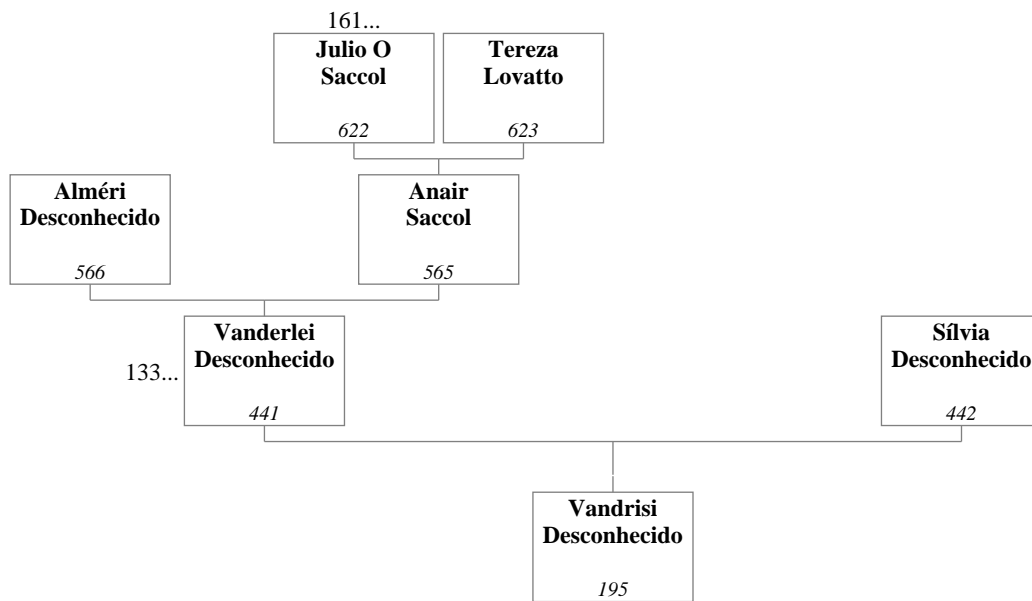 161...
Julio O
Saccol
622
Tereza
Lovatto
623
Alméri
Desconhecido
566
Anair
Saccol
565
133...
Vanderlei
Desconhecido
441
Sílvia
Desconhecido
442
Vandrisi
Desconhecido
195